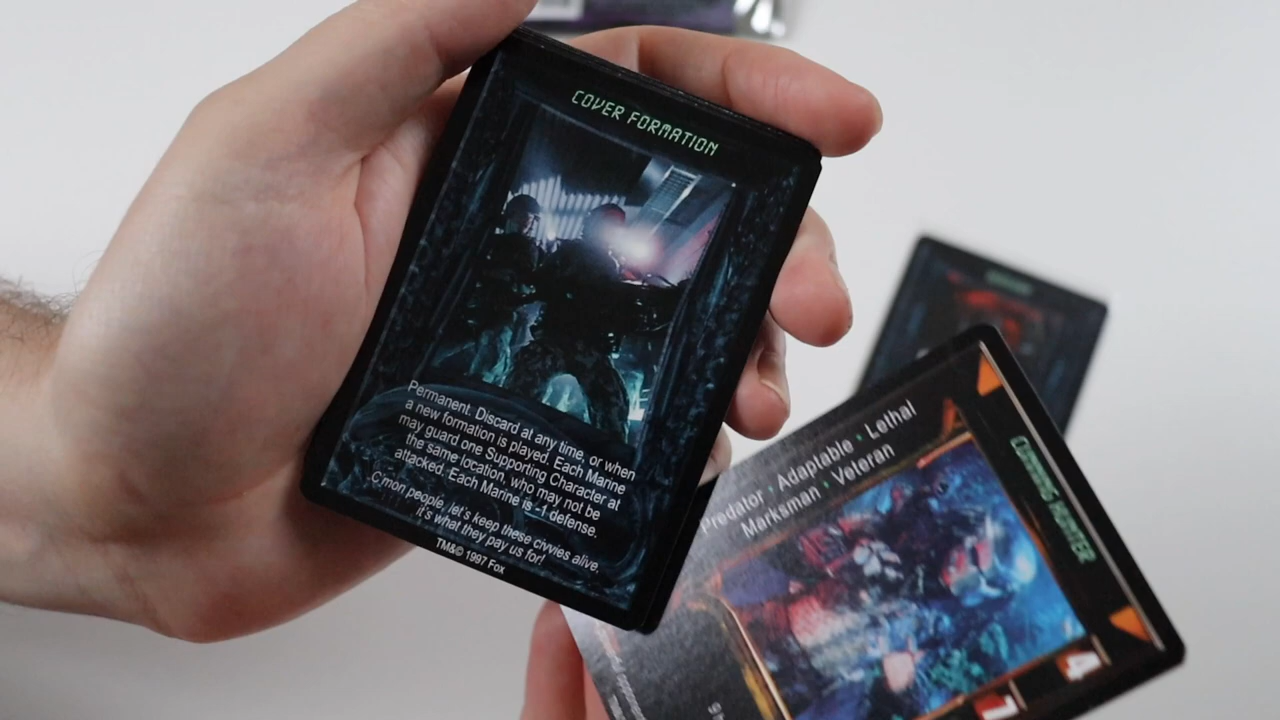 COVER FORMATION
Permanent. Discard at any time, or when
a new formation is played. Each Marine
may guard one Supporting Character at
the same location, who may not be
attacked. Each Marine is -1 defense.
C'mon people, let's keep these civvies alive,
it's what they pay us for!
TM&© 1997 Fox
Predator • Adaptable • Lethal
Marksman • Veteran
4